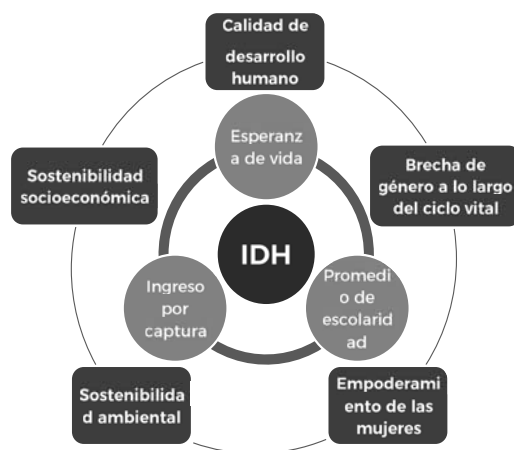 Calidad de
desarrollo
humano
Esperanz
a de vida
Sostenibilidad
socioeconómica
Brecha de
género a lo largo
del ciclo vital
IDH
Ingreso
por
captura
Promedi
o de
escolarid
ad
Sostenibilida
d ambiental
Empoderami
ento de las
mujeres